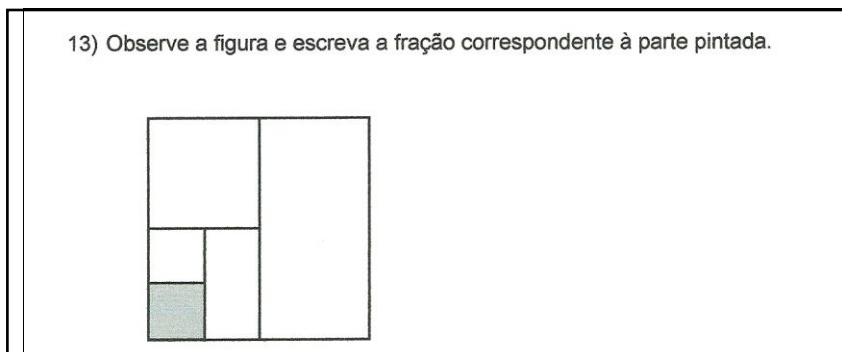 13) Observe a figura e escreva a fração correspondente à parte pintada.